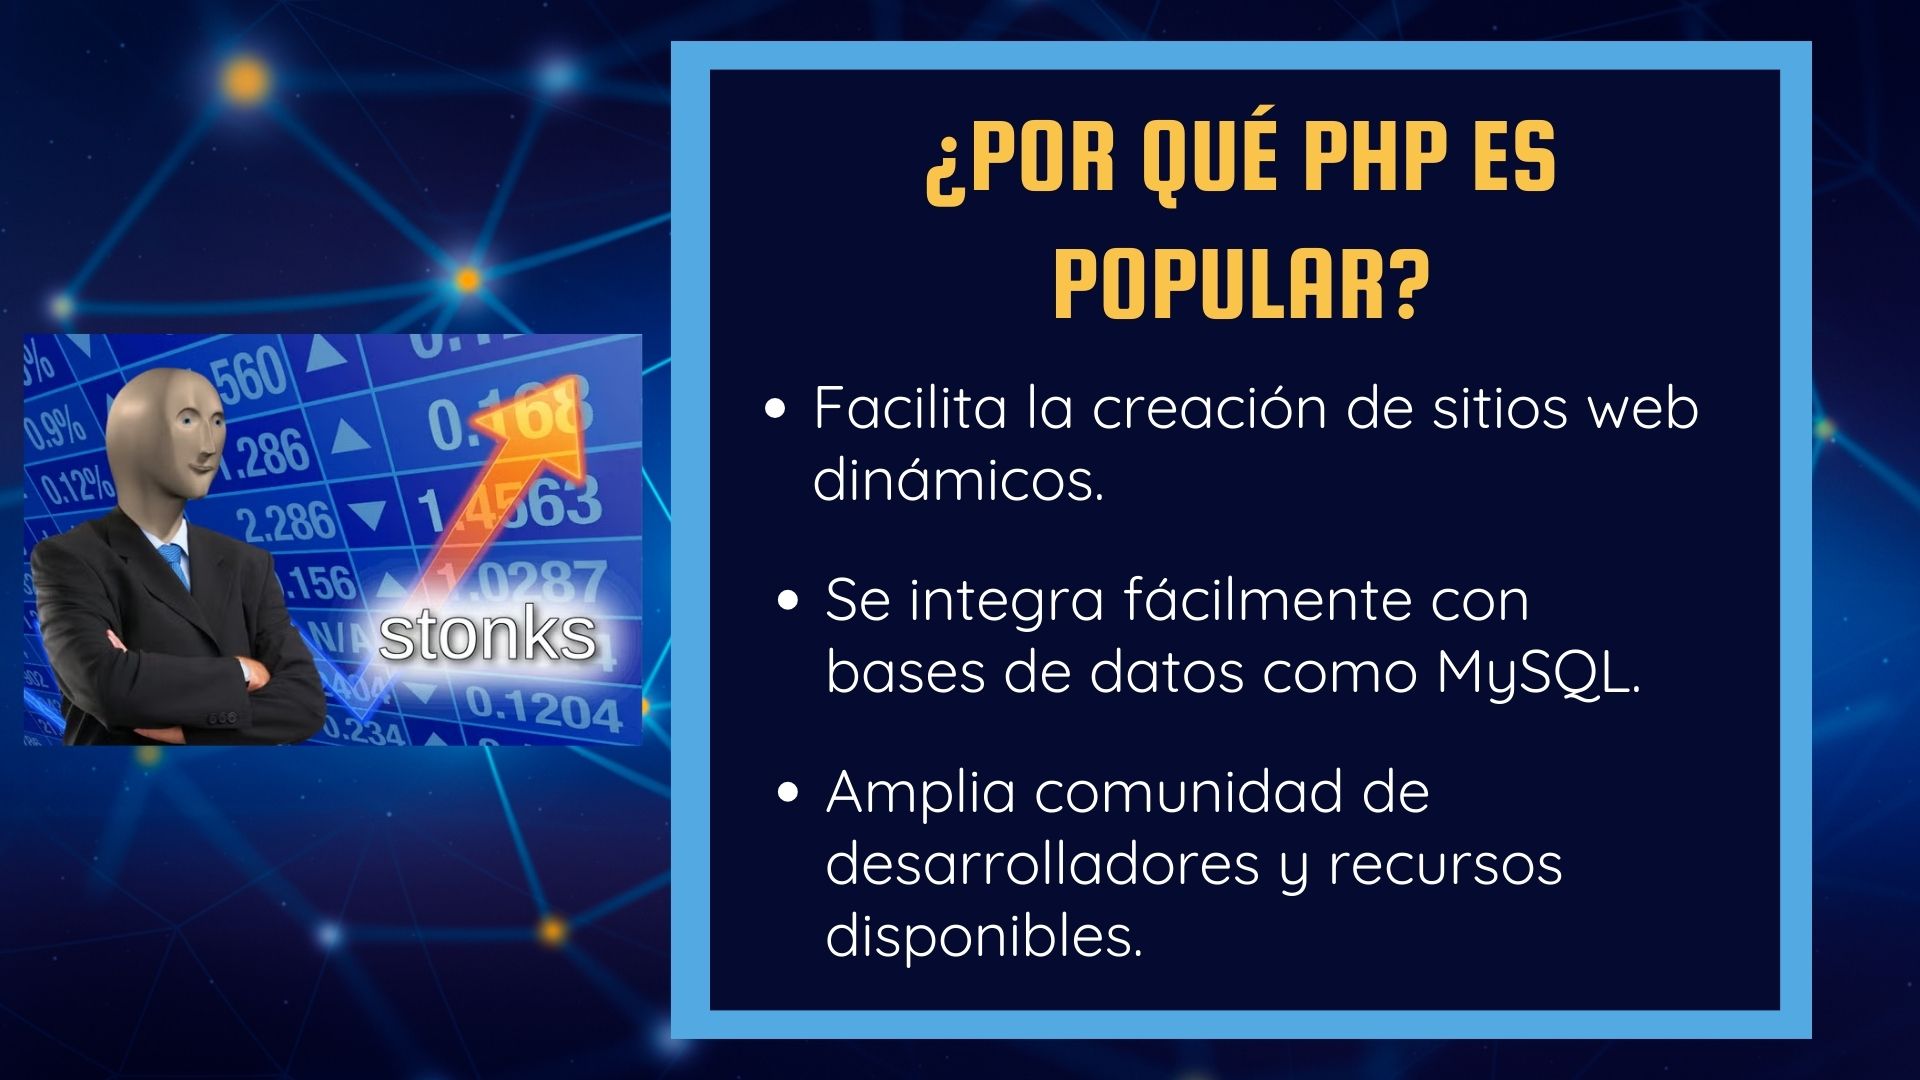 ¿POR QUÉ PHP ES
POPULAR?
Facilita la creación de sitios web
dinámicos.
Se integra fácilmente con
bases de datos como MySQL.
Amplia comunidad de
desarrolladores y recursos
disponibles.
560
0.168
0.9%
1.286
0.12%
2.286
1.4563
.156
1.0287
stonks
N/A
0.1204
0.234